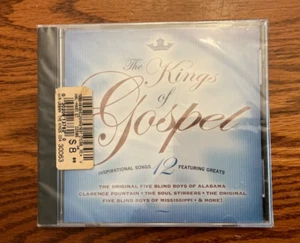 The Kings
of
Gospel
INSPIRATIONAL SONGS 12 FEATURING GREATS
THE ORIGINAL FIVE BLIND BOYS OF ALABAMA
CLARENCE FOUNTAIN • THE SOUL STIRRERS • THE ORIGINAL
FIVE BLIND BOYS OF MISSISSIPPI • & MORE!
$8
30063